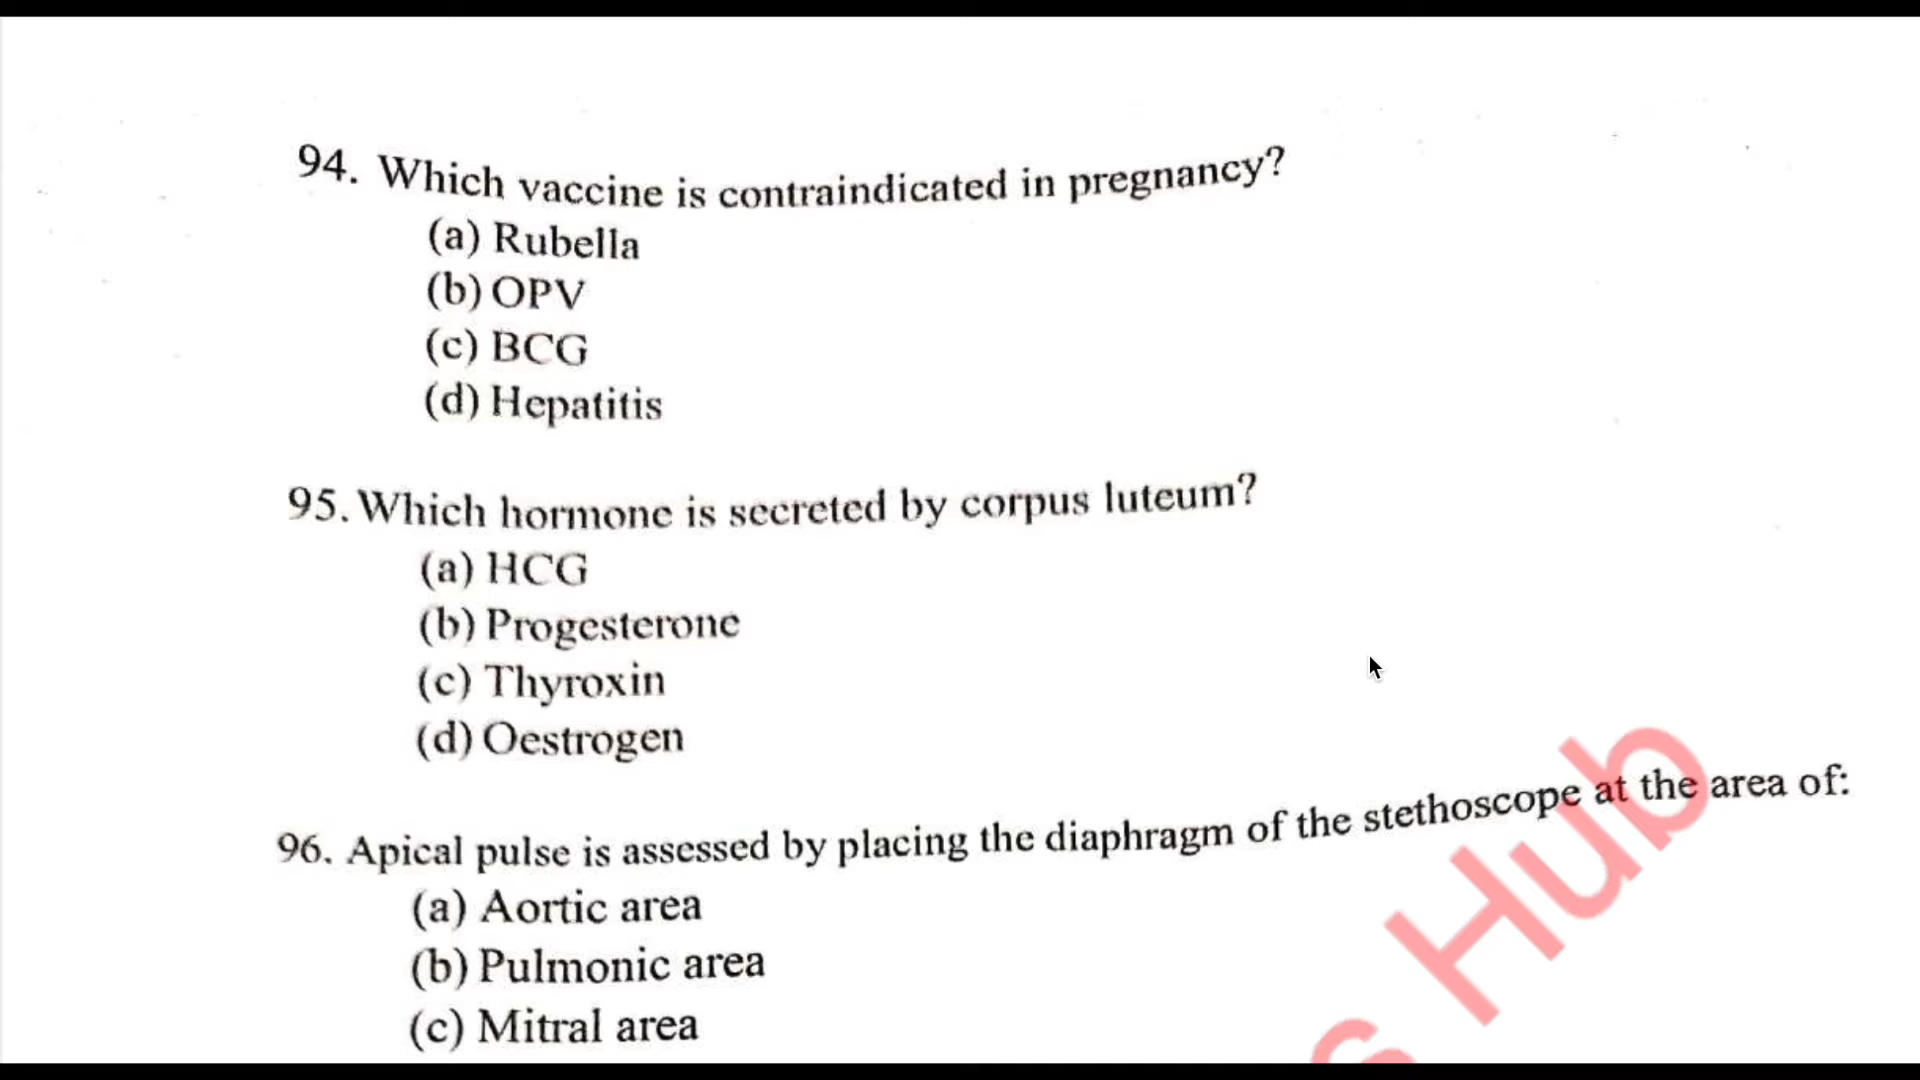 94. Which vaccine is contraindicated in pregnancy?
(a) Rubella
(b) OPV
(c) BCG
(d) Hepatitis
95. Which hormone is secreted by corpus luteum?
(a) HCG
(b) Progesterone
(c) Thyroxin
(d) Oestrogen
96. Apical pulse is assessed by placing the diaphragm of the stethoscope at the area of:
(a) Aortic area
(b) Pulmonic area
(c) Mitral area
s Hub